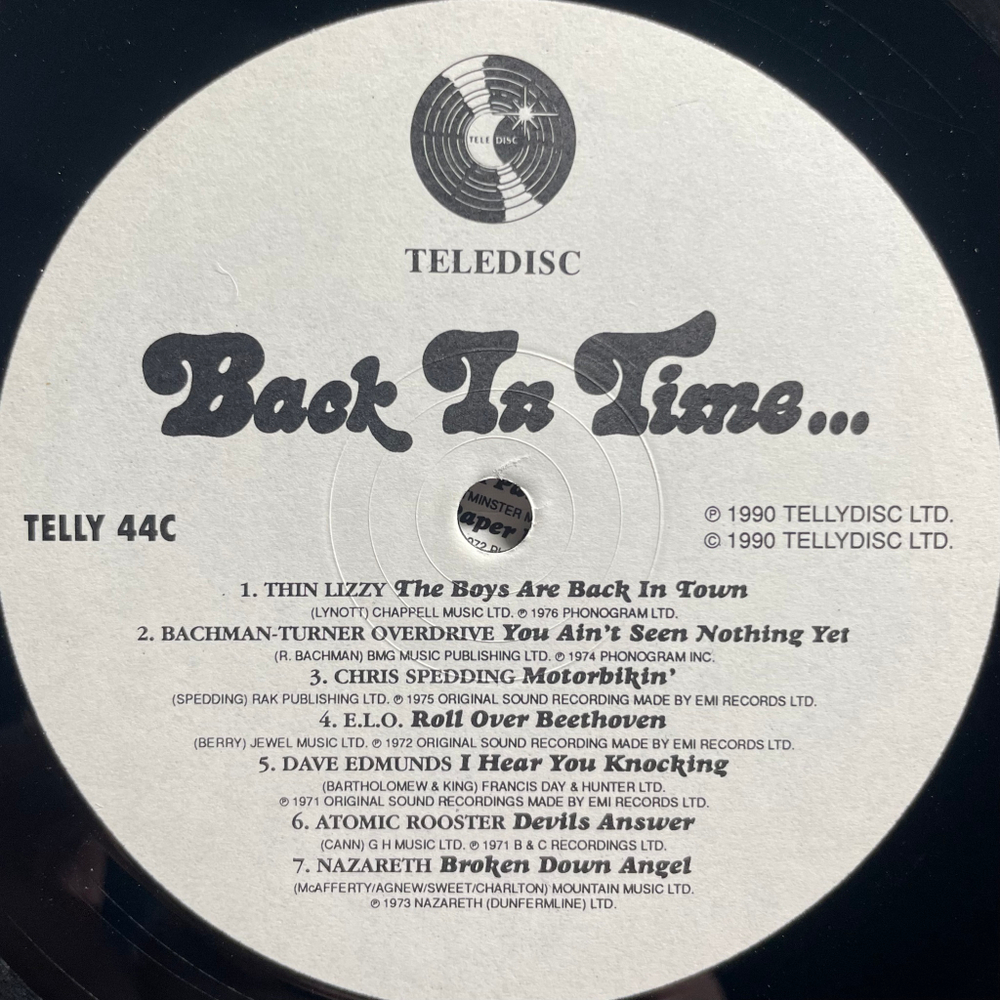 TELE DISC
TELEDISC
Back In Time...
TELLY 44C
℗ 1990 TELLYDISC LTD.
© 1990 TELLYDISC LTD.
MINSTER
aper
1. THIN LIZZY The Boys Are Back In Town
(LYNOTT) CHAPPELL MUSIC LTD. ℗ 1976 PHONOGRAM LTD.
2. BACHMAN-TURNER OVERDRIVE You Ain't Seen Nothing Yet
(R. BACHMAN) BMG MUSIC PUBLISHING LTD. ℗ 1974 PHONOGRAM INC.
3. CHRIS SPEDDING Motorbikin'
(SPEDDING) RAK PUBLISHING LTD. ℗ 1975 ORIGINAL SOUND RECORDING MADE BY EMI RECORDS LTD.
4. E.L.O. Roll Over Beethoven
(BERRY) JEWEL MUSIC LTD. ℗ 1972 ORIGINAL SOUND RECORDING MADE BY EMI RECORDS LTD.
5. DAVE EDMUNDS I Hear You Knocking
(BARTHOLOMEW & KING) FRANCIS DAY & HUNTER LTD.
℗ 1971 ORIGINAL SOUND RECORDINGS MADE BY EMI RECORDS LTD.
6. ATOMIC ROOSTER Devils Answer
(CANN) G H MUSIC LTD. ℗ 1971 B & C RECORDINGS LTD.
7. NAZARETH Broken Down Angel
(McAFFERTY/AGNEW/SWEET/CHARLTON) MOUNTAIN MUSIC LTD.
℗ 1973 NAZARETH (DUNFERMLINE) LTD.